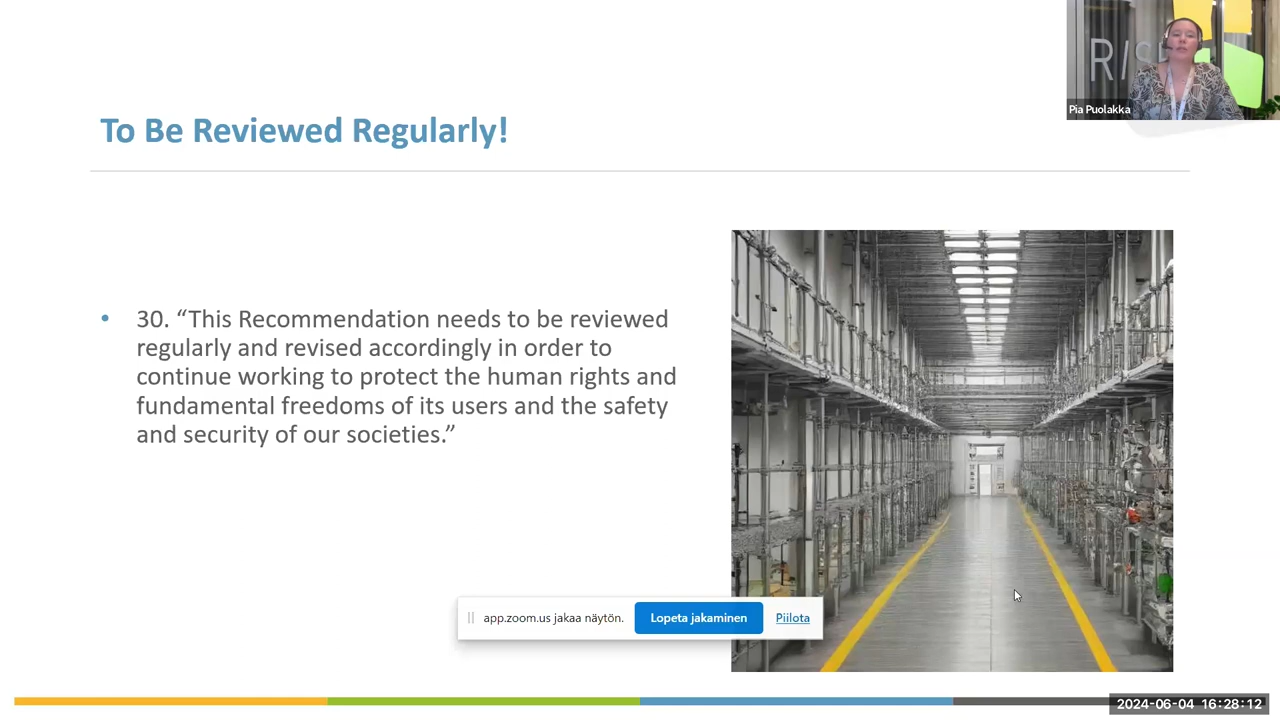 Pia Puolakka
To Be Reviewed Regularly!
• 30. “This Recommendation needs to be reviewed
regularly and revised accordingly in order to
continue working to protect the human rights and
fundamental freedoms of its users and the safety
and security of our societies.”
app.zoom.us jakaa näytön.
Lopeta jakaminen
Piilota
2024-06-04 16:28:12